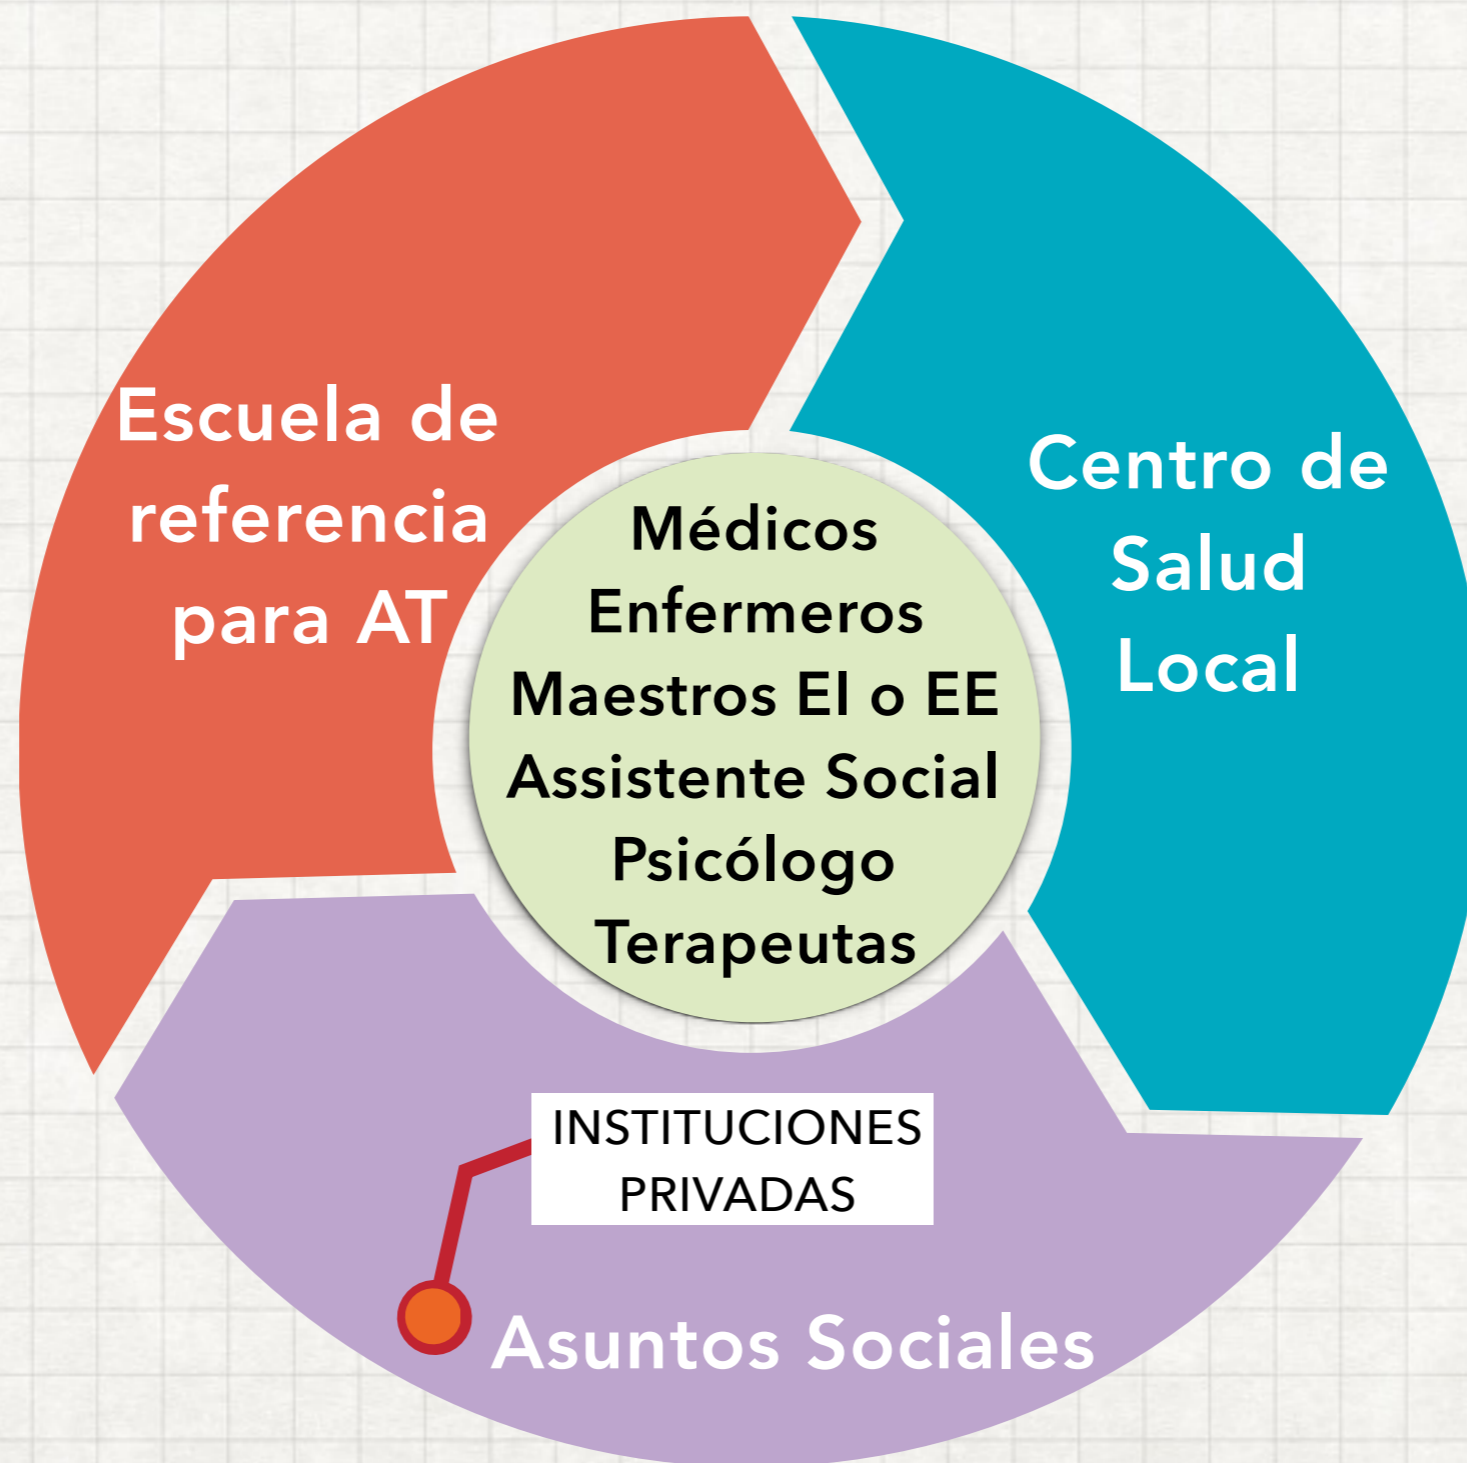 Escuela de
referencia
para AT
Centro de
Salud
Local
Médicos
Enfermeros
Maestros EI o EE
Assistente Social
Psicólogo
Terapeutas
INSTITUCIONES
PRIVADAS
Asuntos Sociales